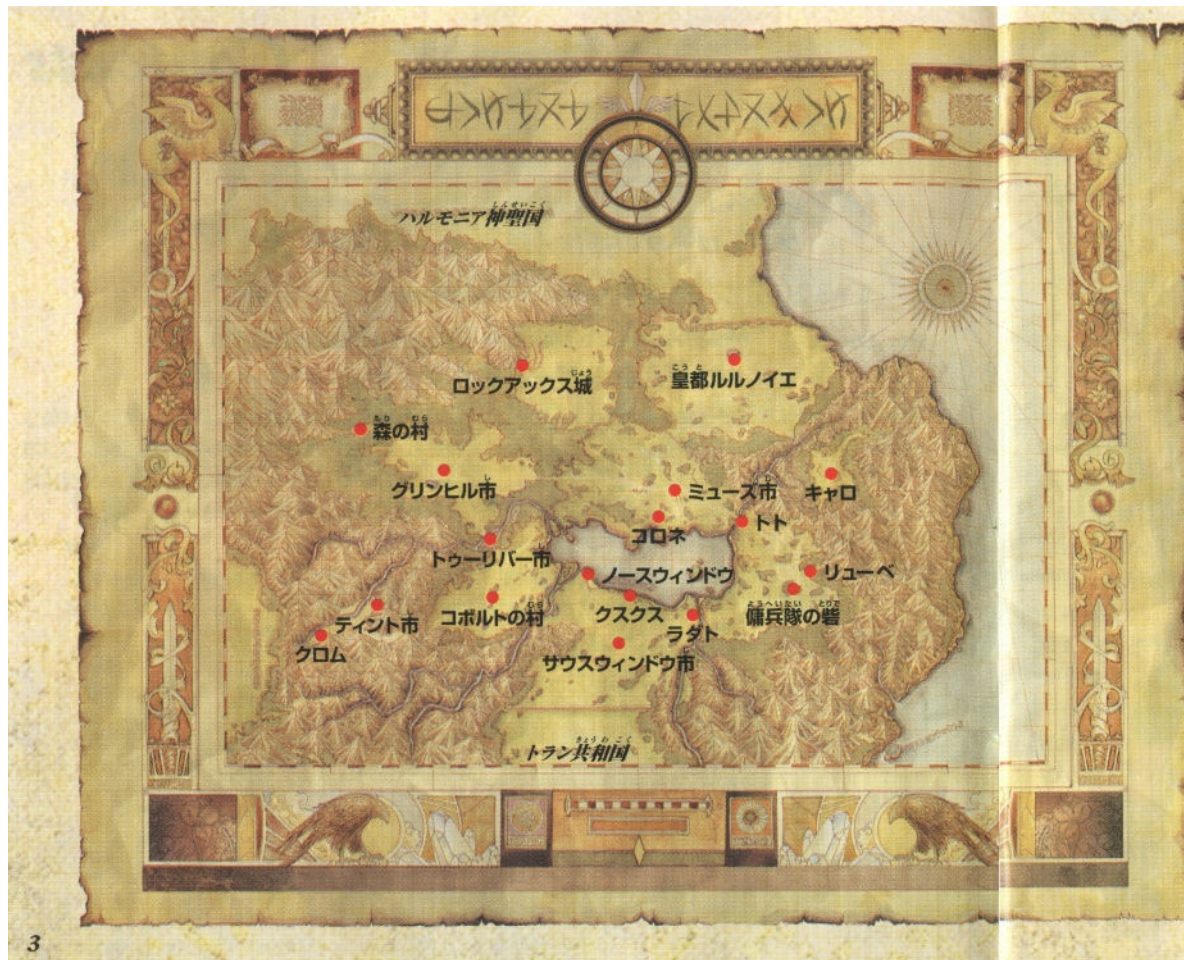 ハルモニア神聖国
ロックアックス城
皇都ルルノイエ
森の村
グリンヒル市
ミューズ市
キャロ
コロネ
トト
トゥーリバー市
ノースウィンドウ
リューベ
コボルトの村
クスクス
傭兵隊の砦
ティント市
ラダト
クロム
サウスウィンドウ市
トラン共和国
3